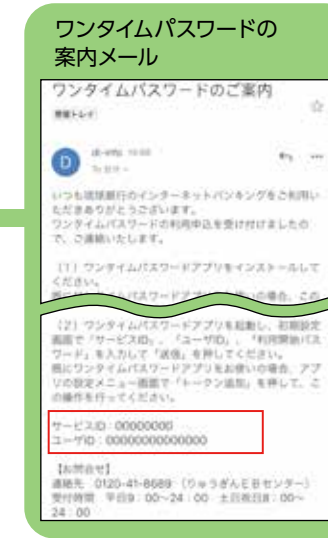 ワンタイムパスワードの
案内メール
ワンタイムパスワードのご案内
受信トレイ
D
いつも琉球銀行のインターネットバンキングをご利用い
ただきありがとうございます。
ワンタイムパスワードの利用申込を受け付けましたの
で、ご連絡いたします。
(1) ワンタイムパスワードアプリをインストールして
ください。
(2) ワンタイムパスワードアプリを起動し、初期設定
画面で「サービスID」、「ユーザID」、「利用開始パス
ワード」を入力して「送信」を押してください。
既にワンタイムパスワードアプリをお使いの場合、アプ
リの設定メニュー画面で「トークン追加」を押して、こ
の操作を行ってください。
サービスID：00000000
ユーザID：00000000000000
【お問合せ】
連絡先 0120-41-8689 （りゅうぎんEBセンター）
受付時間 平日9：00～24：00 土日祝日8：00～
24：00